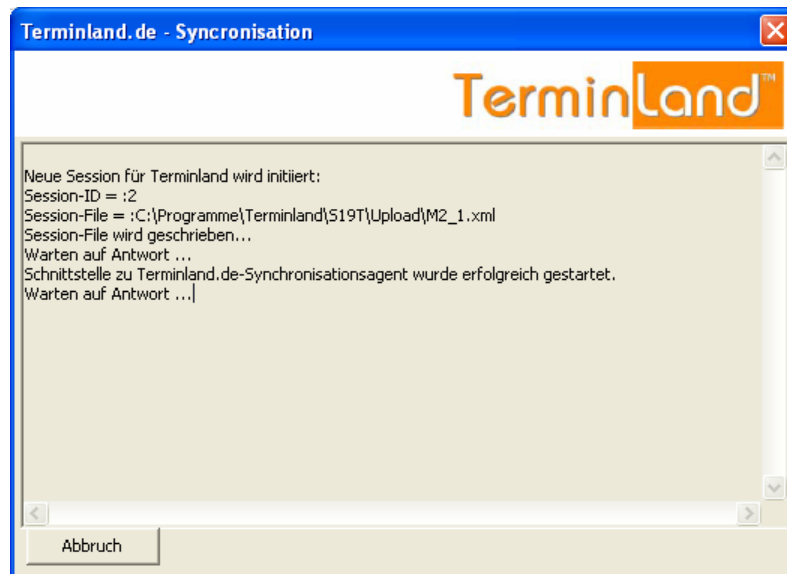 Terminland.de - Syncronisation
Terminland™
Neue Session für Terminland wird initiiert:
Session-ID = :2
Session-File = :C:\Programme\Terminland\S19T\Upload\M2_1.xml
Session-File wird geschrieben...
Warten auf Antwort ...
Schnittstelle zu Terminland.de-Synchronisationsagent wurde erfolgreich gestartet.
Warten auf Antwort ...
Abbruch